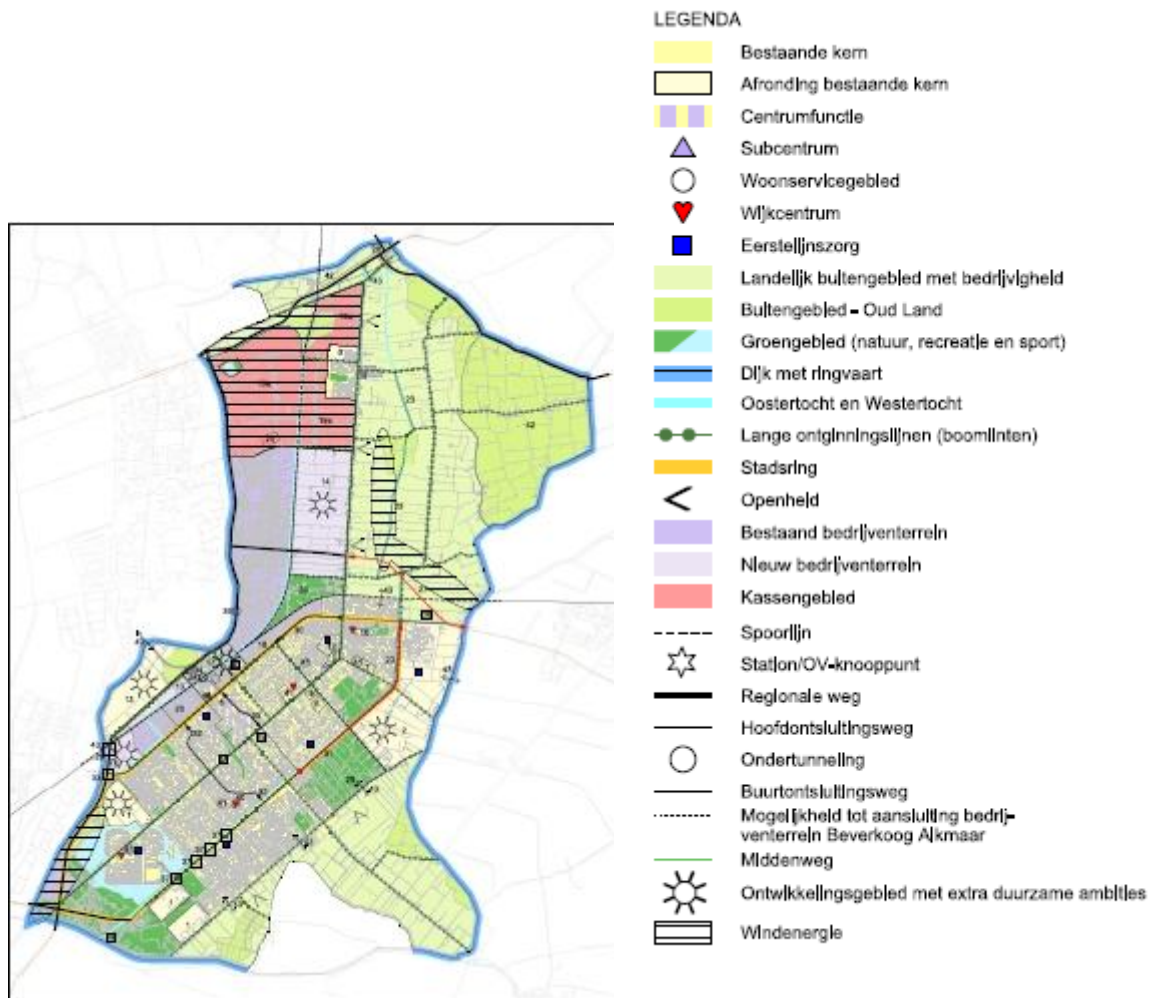 LEGENDA
Bestaande kern
Afronding bestaande kern
Centrumfunctie
Subcentrum
Woonservicegebied
Wijkcentrum
Eerstelijnszorg
Landelijk buitengebied met bedrijvigheid
Buitengebied - Oud Land
Groengebied (natuur, recreatie en sport)
Dijk met ringvaart
Oostertocht en Westertocht
Lange ontginningslijnen (boomlinten)
Stadsring
Openheid
Bestaand bedrijventerrein
Nieuw bedrijventerrein
Kassengebied
Spoorlijn
Station/OV-knooppunt
Regionale weg
Hoofdontsluitingsweg
Ondertunneling
Buurtontsluitingsweg
Mogelijkheid tot aansluiting bedrij-
venterrein Beverkoog Alkmaar
Middenweg
Ontwikkelingsgebied met extra duurzame ambities
Windenergie